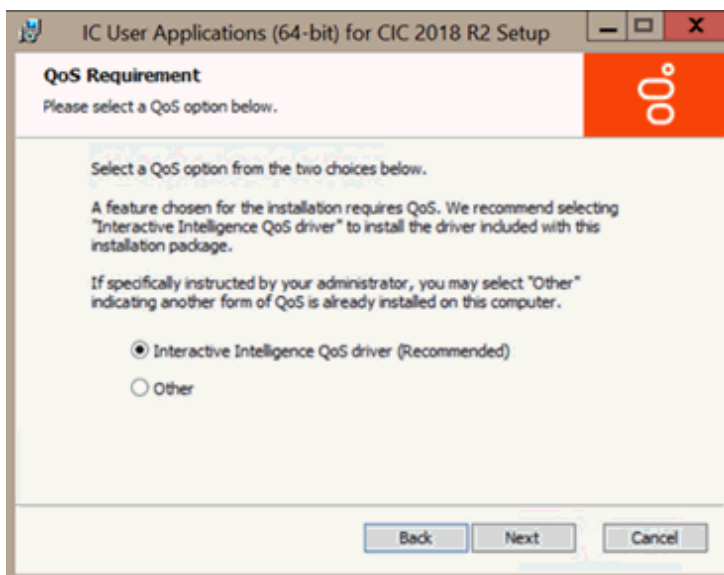 IC User Applications (64-bit) for CIC 2018 R2 Setup
QoS Requirement
Please select a QoS option below.
Select a QoS option from the two choices below.
A feature chosen for the installation requires QoS. We recommend selecting
"Interactive Intelligence QoS driver" to install the driver included with this
installation package.
If specifically instructed by your administrator, you may select "Other"
indicating another form of QoS is already installed on this computer.
Interactive Intelligence QoS driver (Recommended)
Other
Back Next Cancel